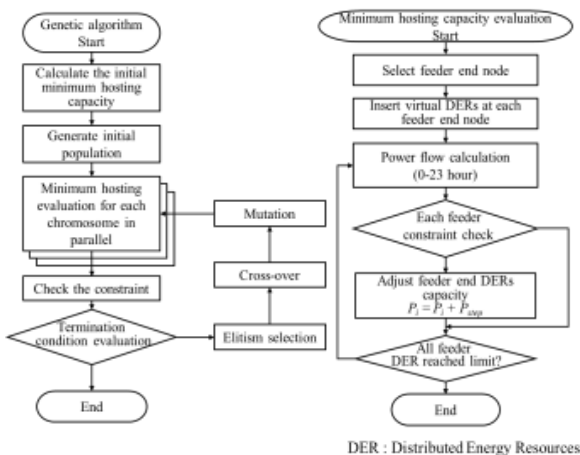 Genetic algorithm
Start
Calculate the initial
minimum hosting
capacity
Generate initial
population
Minimum hosting
evaluation for each
chromosome in
parallel
Check the constraint
Termination
condition evaluation
End
Mutation
Cross-over
Elitism selection
Minimum hosting capacity evaluation
Start
Select feeder end node
Insert virtual DERs at each
feeder end node
Power flow calculation
(0-23 hour)
Each feeder
constraint check
Adjust feeder end DERs
capacity
P_i = P_i + P_step
All feeder
DER reached limit?
End
DER : Distributed Energy Resources